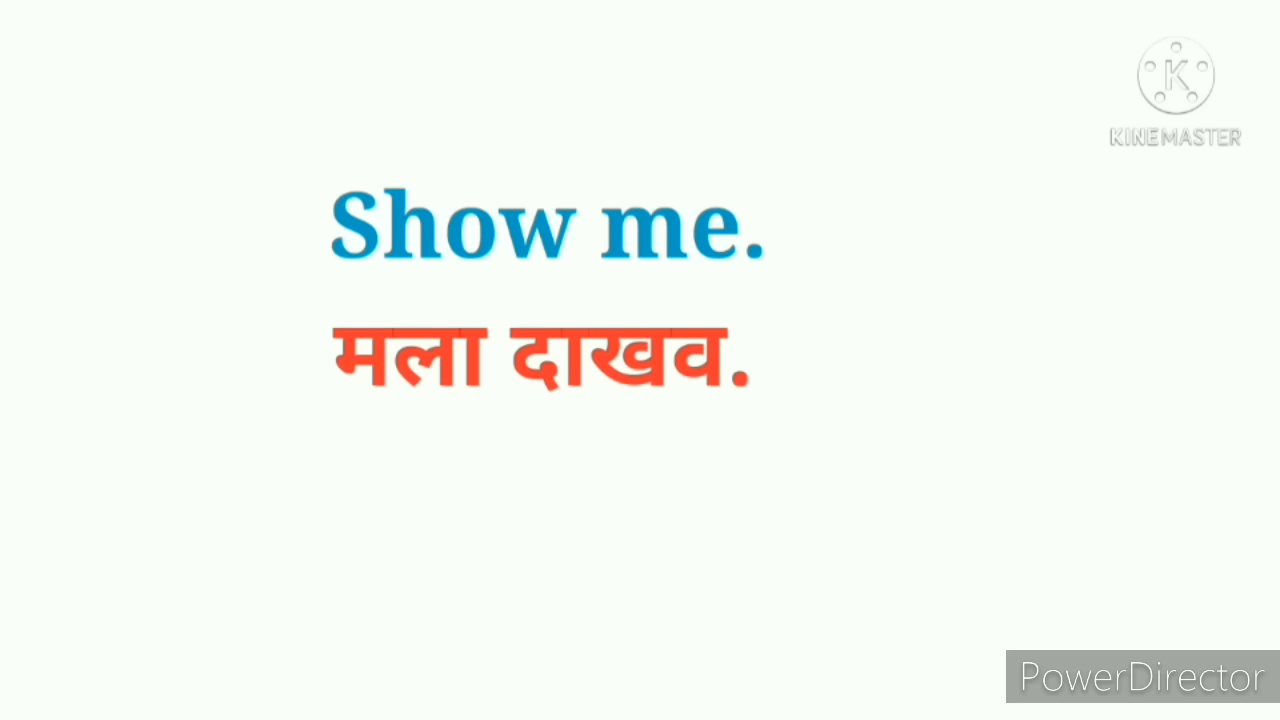 K
KINEMASTER
Show me.
मला दाखव.
PowerDirector